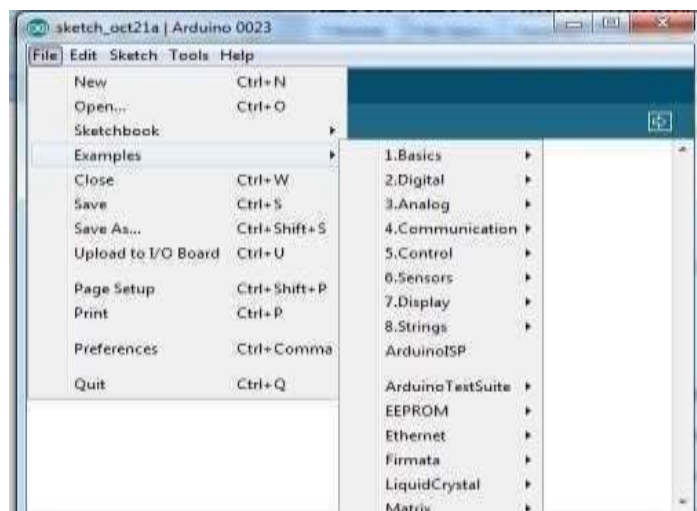 sketch_oct21a | Arduino 0023
File Edit Sketch Tools Help
New Ctrl+N
Open... Ctrl+O
Sketchbook
Examples
Close Ctrl+W
Save Ctrl+S
Save As... Ctrl+Shift+S
Upload to I/O Board Ctrl+U
Page Setup Ctrl+Shift+P
Print Ctrl+P
Preferences Ctrl+Comma
Quit Ctrl+Q
1.Basics
2.Digital
3.Analog
4.Communication
5.Control
6.Sensors
7.Display
8.Strings
ArduinoISP
ArduinoTestSuite
EEPROM
Ethernet
Firmata
LiquidCrystal
Matrix